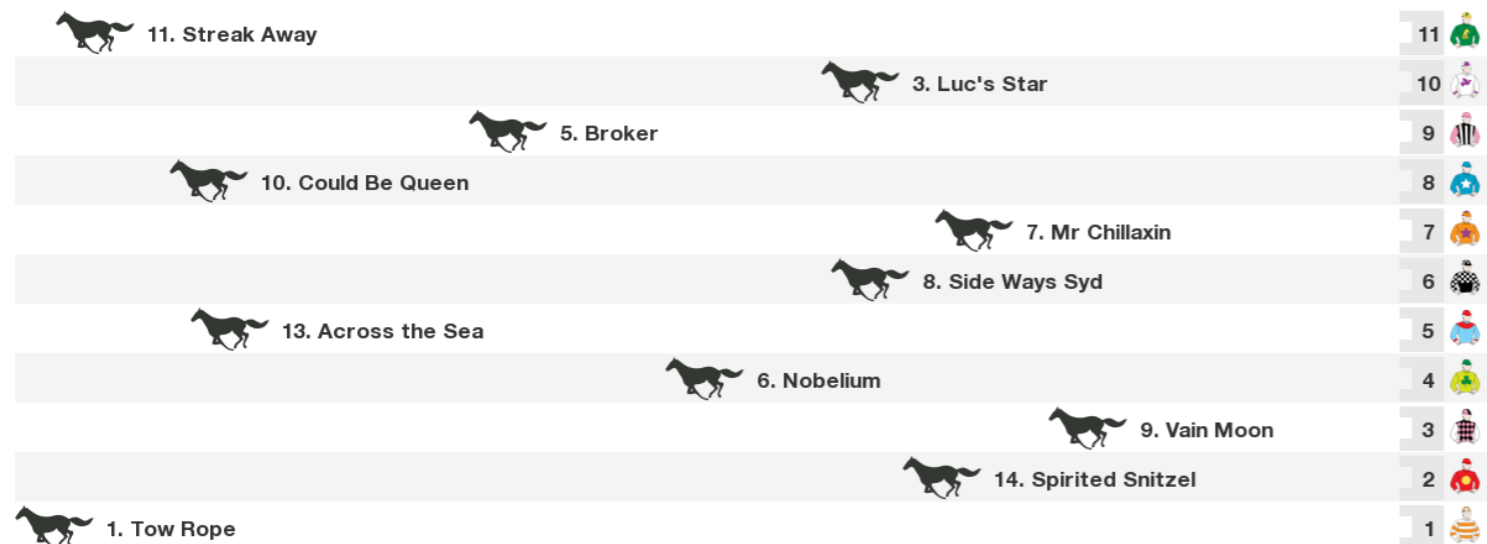 11. Streak Away 11
3. Luc's Star 10
5. Broker 9
10. Could Be Queen 8
7. Mr Chillaxin 7
8. Side Ways Syd 6
13. Across the Sea 5
6. Nobelium 4
9. Vain Moon 3
14. Spirited Snitzel 2
1. Tow Rope 1